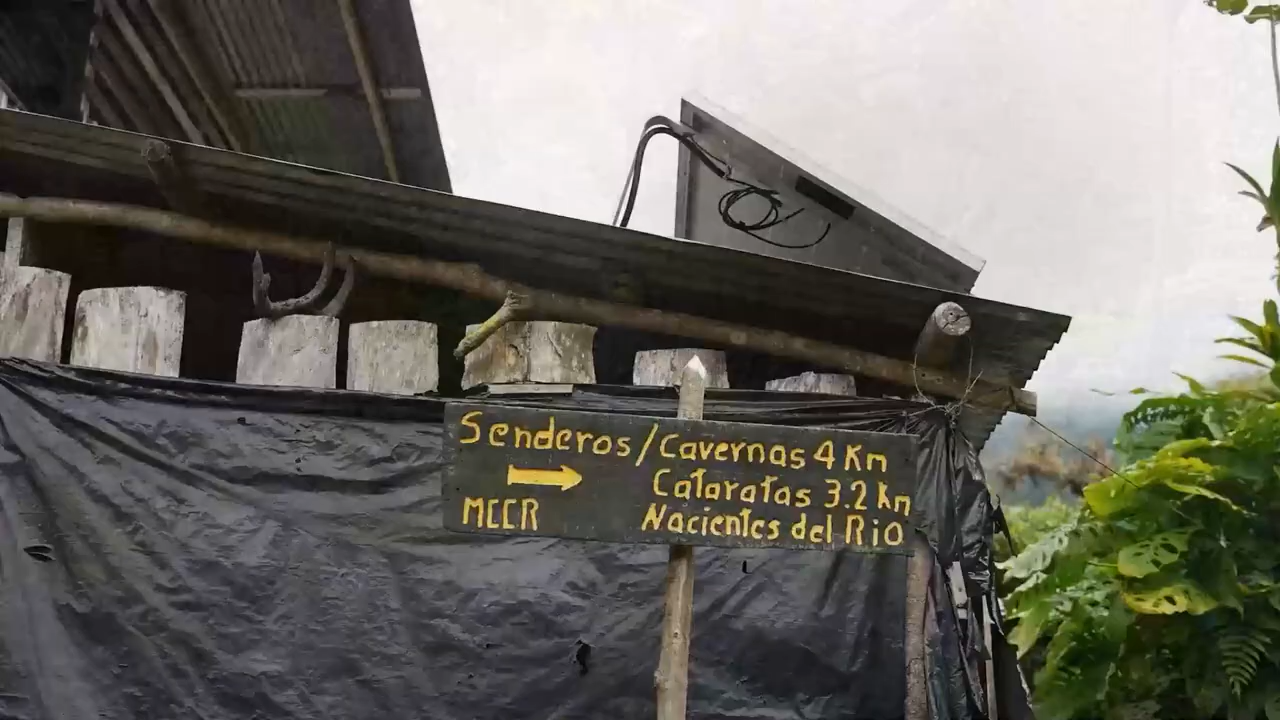 Senderos/Cavernas 4 Km
Cataratas 3.2 Km
MCCR Nacientes del Rio